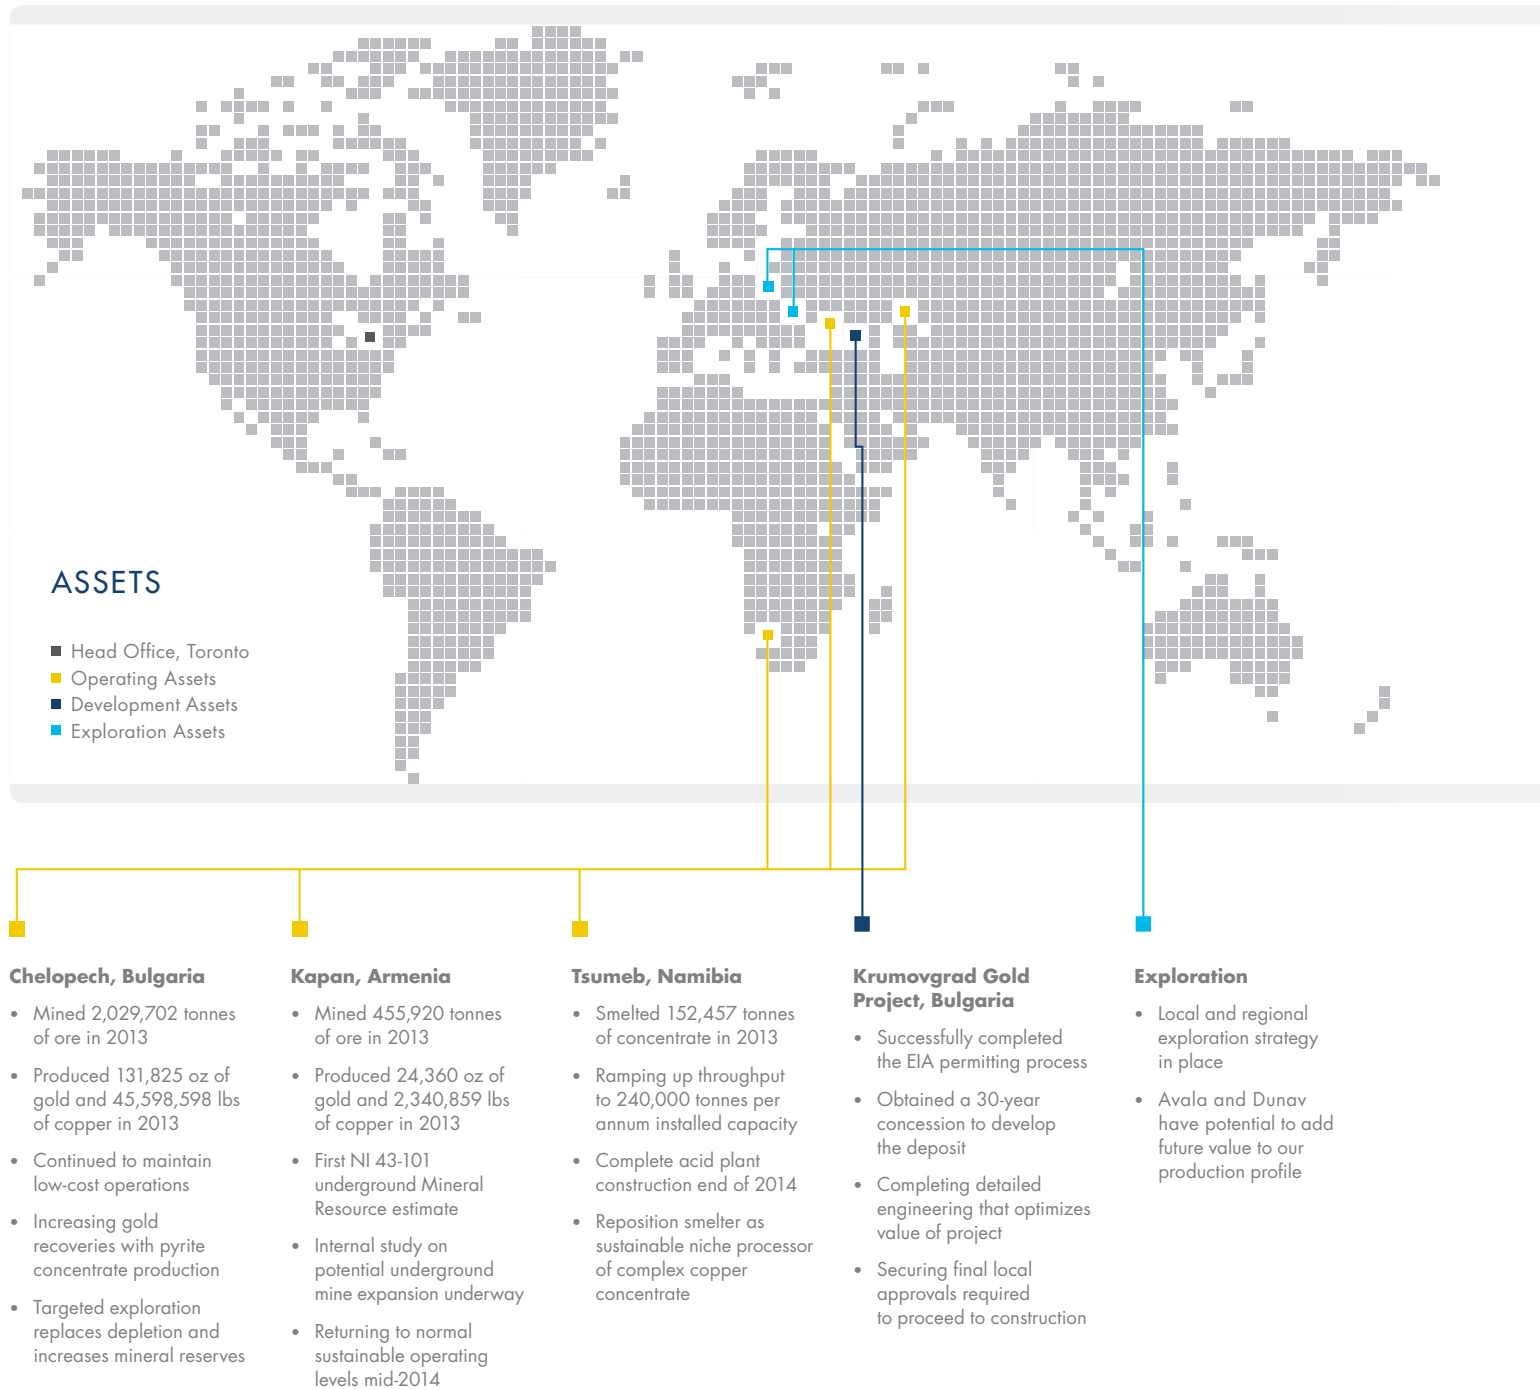 ASSETS
Head Office, Toronto
Operating Assets
Development Assets
Exploration Assets
Chelopech, Bulgaria
• Mined 2,029,702 tonnes
of ore in 2013
• Produced 131,825 oz of
gold and 45,598,598 lbs
of copper in 2013
• Continued to maintain
low-cost operations
• Increasing gold
recoveries with pyrite
concentrate production
• Targeted exploration
replaces depletion and
increases mineral reserves
Kapan, Armenia
• Mined 455,920 tonnes
of ore in 2013
• Produced 24,360 oz of
gold and 2,340,859 lbs
of copper in 2013
• First NI 43-101
underground Mineral
Resource estimate
• Internal study on
potential underground
mine expansion underway
• Returning to normal
sustainable operating
levels mid-2014
Tsumeb, Namibia
• Smelted 152,457 tonnes
of concentrate in 2013
• Ramping up throughput
to 240,000 tonnes per
annum installed capacity
• Complete acid plant
construction end of 2014
• Reposition smelter as
sustainable niche processor
of complex copper
concentrate
Krumovgrad Gold
Project, Bulgaria
• Successfully completed
the EIA permitting process
• Obtained a 30-year
concession to develop
the deposit
• Completing detailed
engineering that optimizes
value of project
• Securing final local
approvals required
to proceed to construction
Exploration
• Local and regional
exploration strategy
in place
• Avala and Dunav
have potential to add
future value to our
production profile